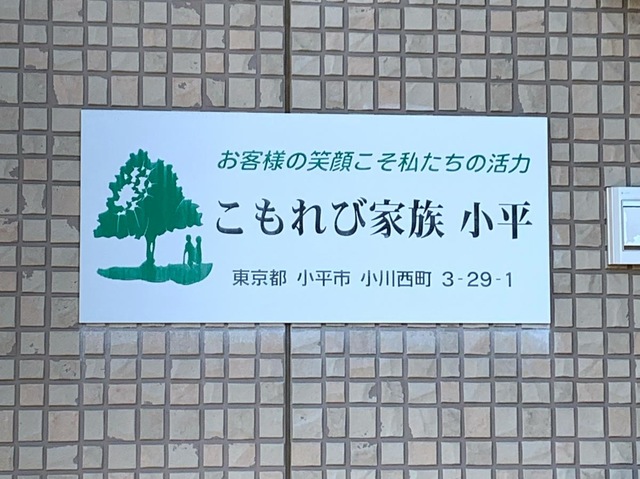 お客様の笑顔こそ私たちの活力
こもれび家族 小平
東京都 小平市 小川西町 3-29-1